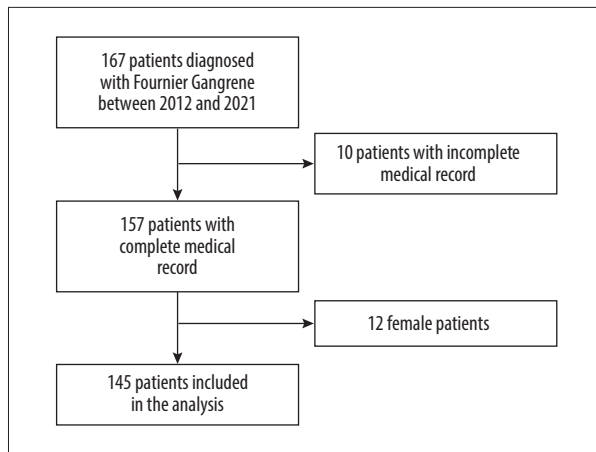 167 patients diagnosed
with Fournier Gangrene
between 2012 and 2021
10 patients with incomplete
medical record
157 patients with
complete medical
record
12 female patients
145 patients included
in the analysis